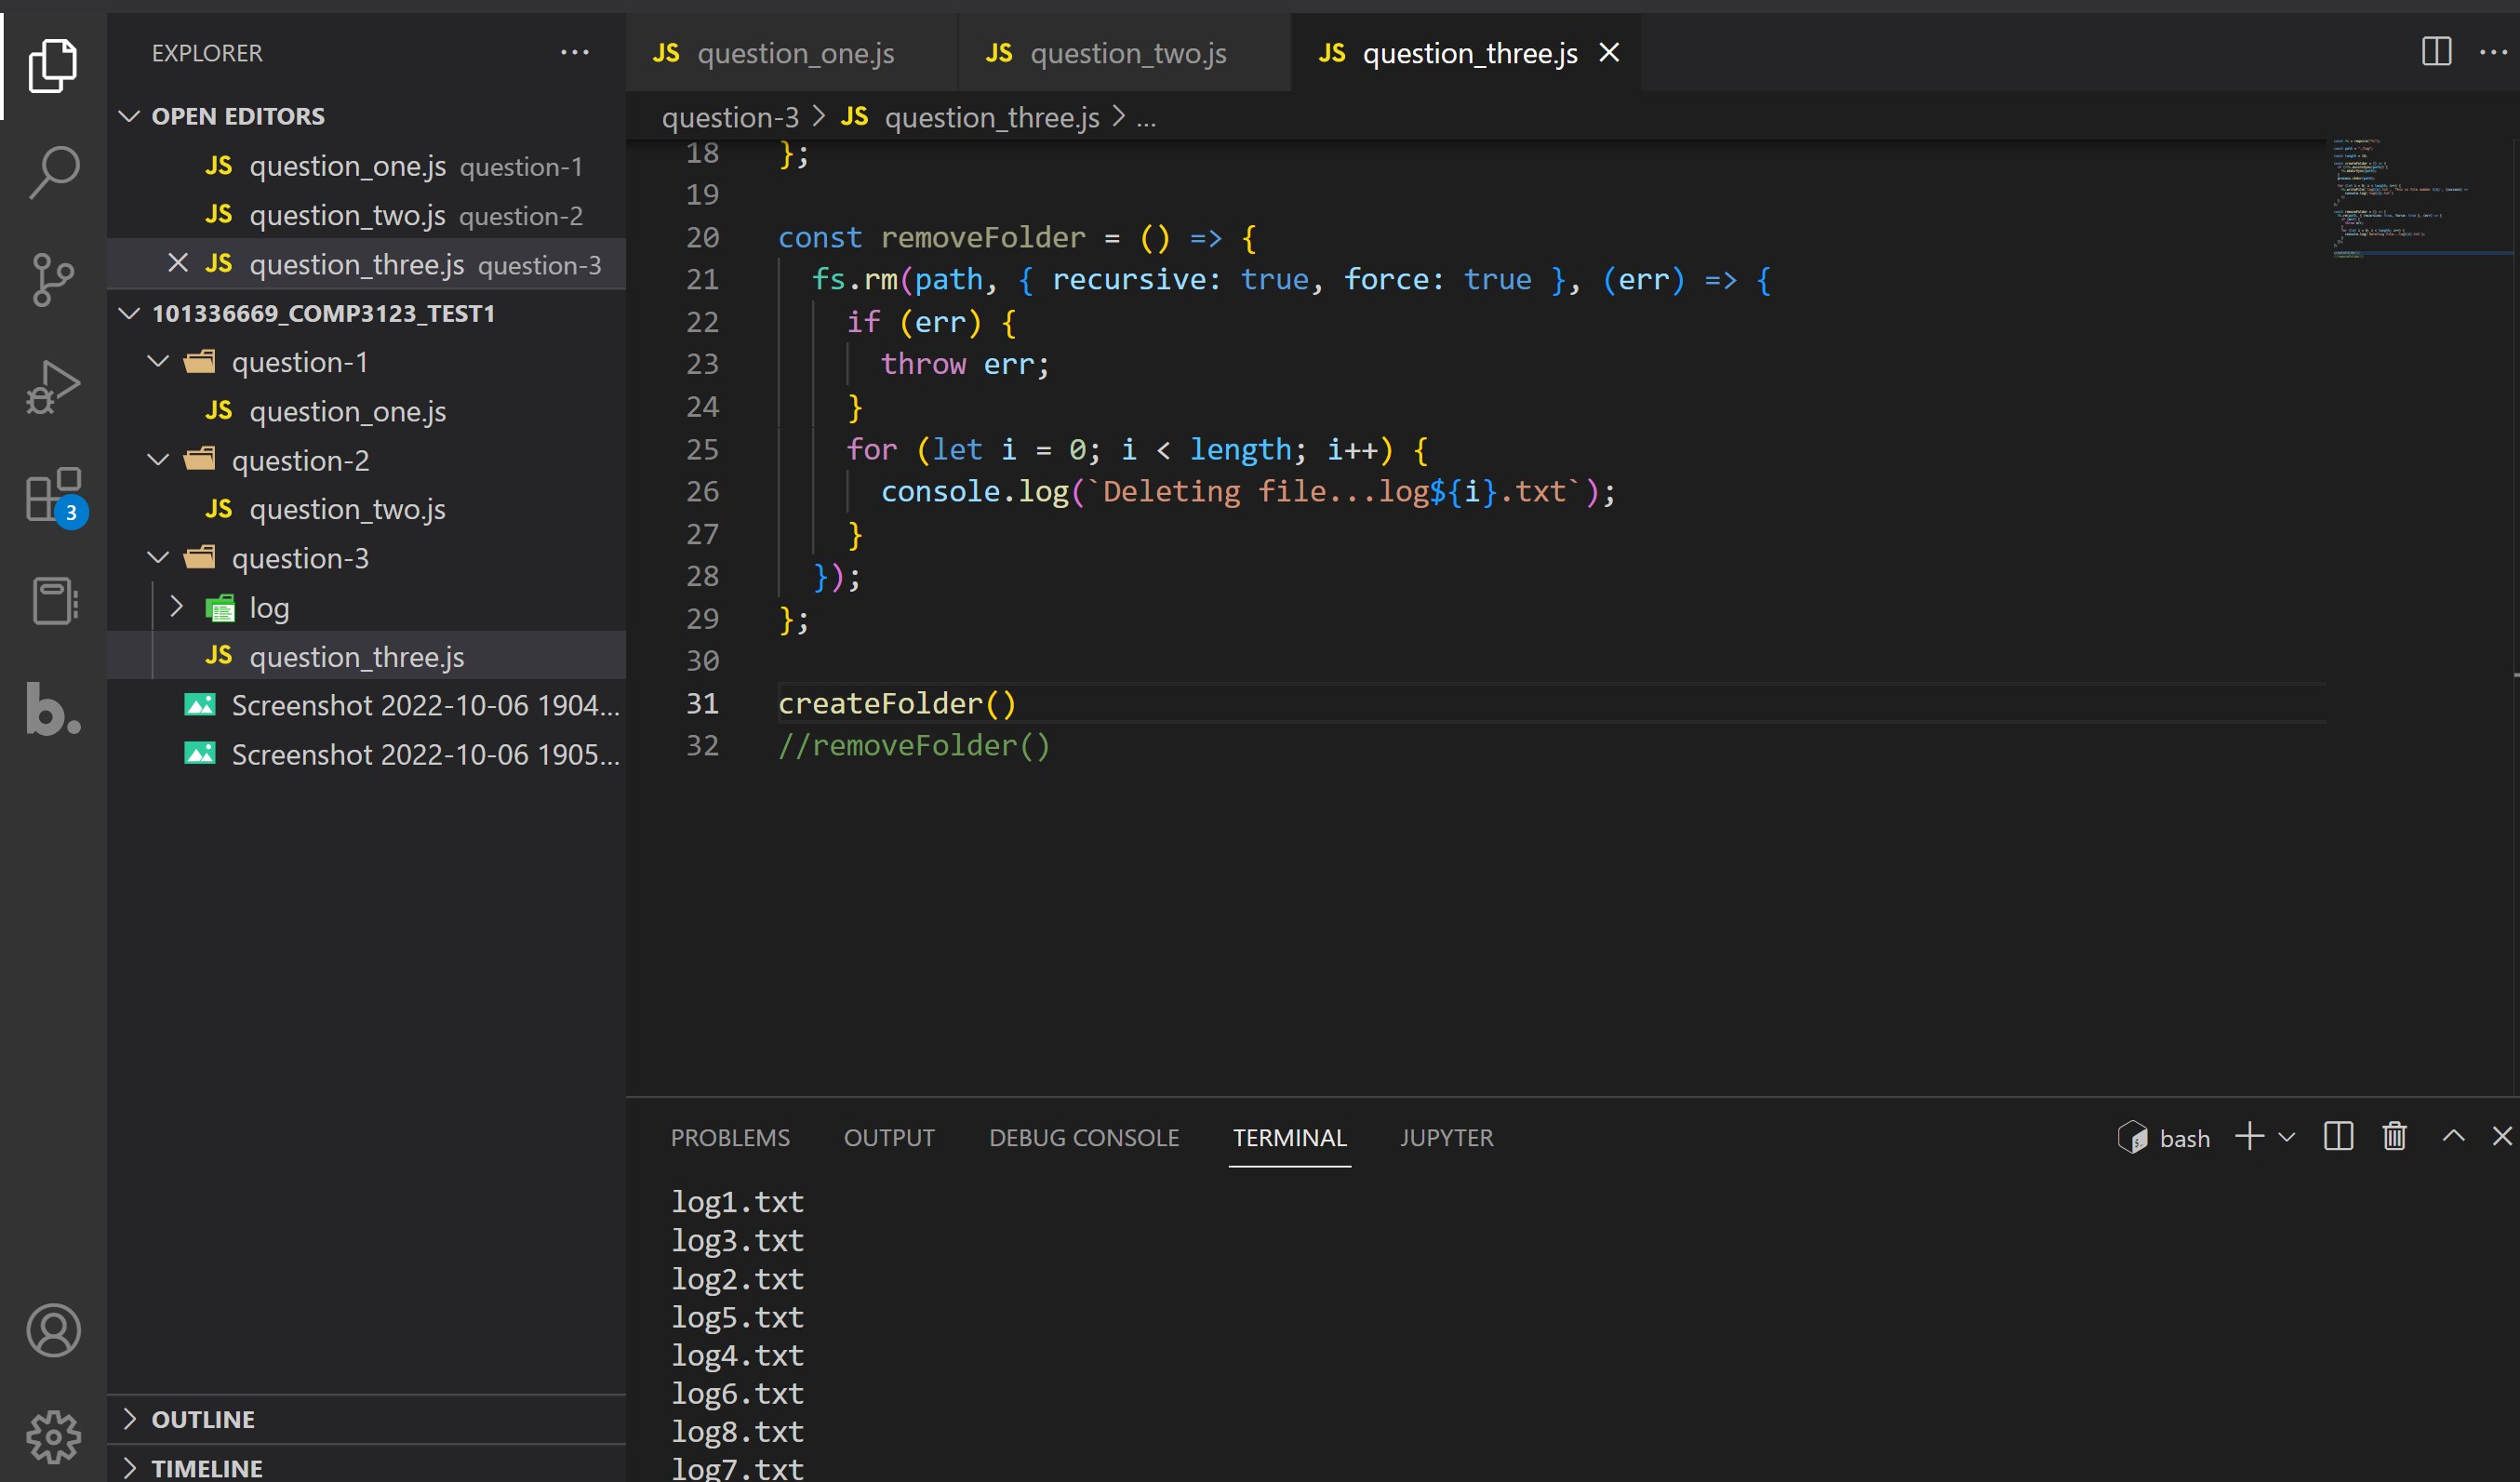 EXPLORER
OPEN EDITORS
JS question_one.js question-1
JS question_two.js question-2
JS question_three.js question-3
101336669_COMP3123_TEST1
question-1
JS question_one.js
question-2
JS question_two.js
question-3
log
JS question_three.js
Screenshot 2022-10-06 1904...
Screenshot 2022-10-06 1905...
OUTLINE
TIMELINE
3
b.
JS question_one.js JS question_two.js JS question_three.js
question-3 > JS question_three.js > ...
18 };
19
20 const removeFolder = () => {
21 fs.rm(path, { recursive: true, force: true }, (err) => {
22 if (err) {
23 throw err;
24 }
25 for (let i = 0; i < length; i++) {
26 console.log(`Deleting file...log${i}.txt`);
27 }
28 });
29 };
30
31 createFolder()
32 //removeFolder()
PROBLEMS OUTPUT DEBUG CONSOLE TERMINAL JUPYTER bash
log1.txt
log3.txt
log2.txt
log5.txt
log4.txt
log6.txt
log8.txt
log7.txt